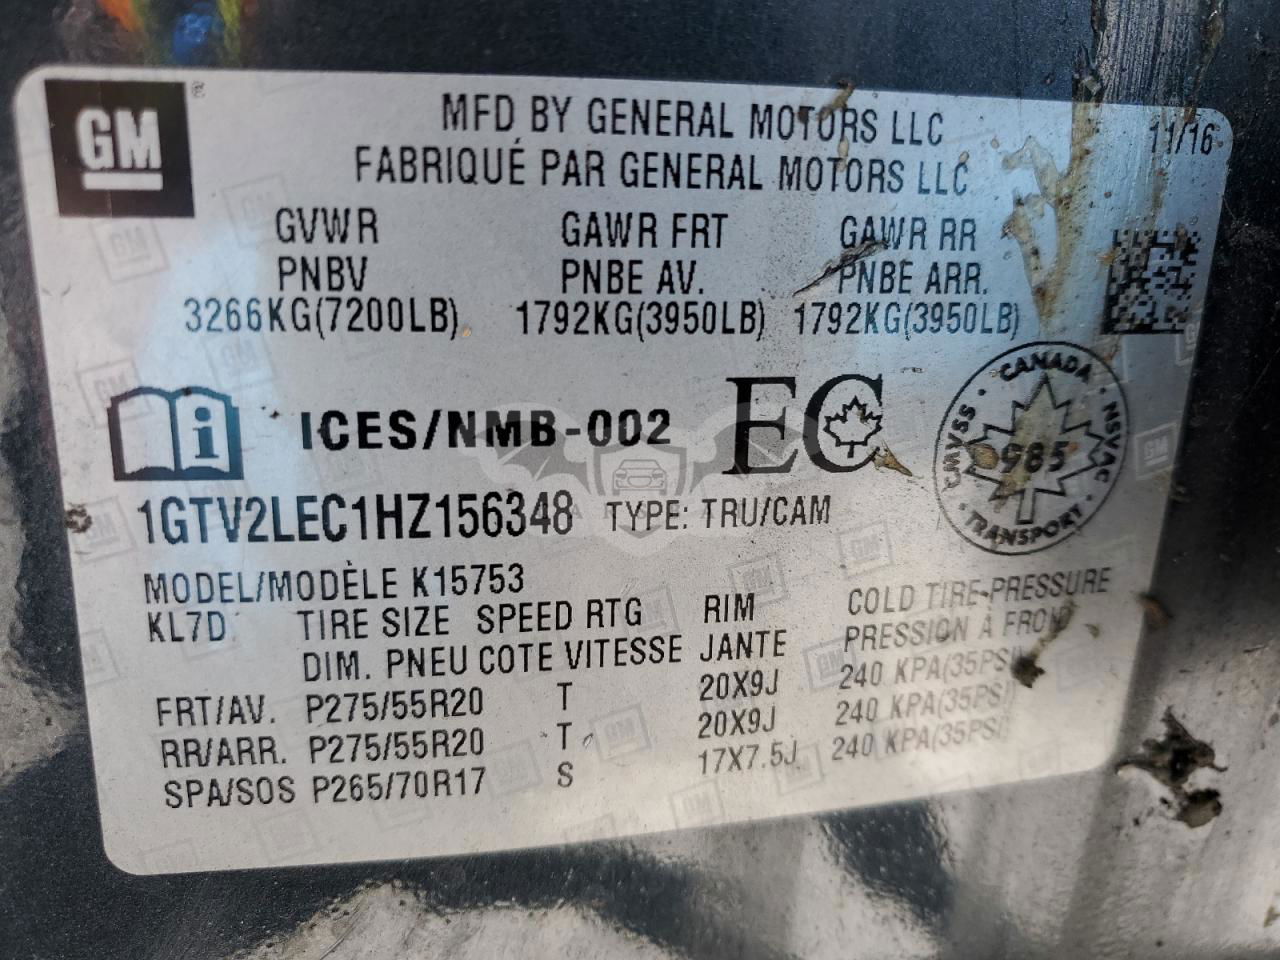 GM
MFD BY GENERAL MOTORS LLC
11/16
FABRIQUÉ PAR GENERAL MOTORS LLC
GVWR GAWR FRT GAWR RR
PNBV PNBE AV. PNBE ARR.
3266KG(7200LB) 1792KG(3950LB) 1792KG(3950LB)
i ICES/NMB-002 EC
CANADA
CMVSS NSVAC
985
TRANSPORT
1GTV2LEC1HZ156348 TYPE: TRU/CAM
MODEL/MODÈLE K15753
KL7D TIRE SIZE SPEED RTG RIM COLD TIRE-PRESSURE
DIM. PNEU COTE VITESSE JANTE PRESSION À FROID
FRT/AV. P275/55R20 T 20X9J 240 KPA(35PSI)
RR/ARR. P275/55R20 T 20X9J 240 KPA(35PSI)
SPA/SOS P265/70R17 S 17X7.5J 240 KPA(35PSI)